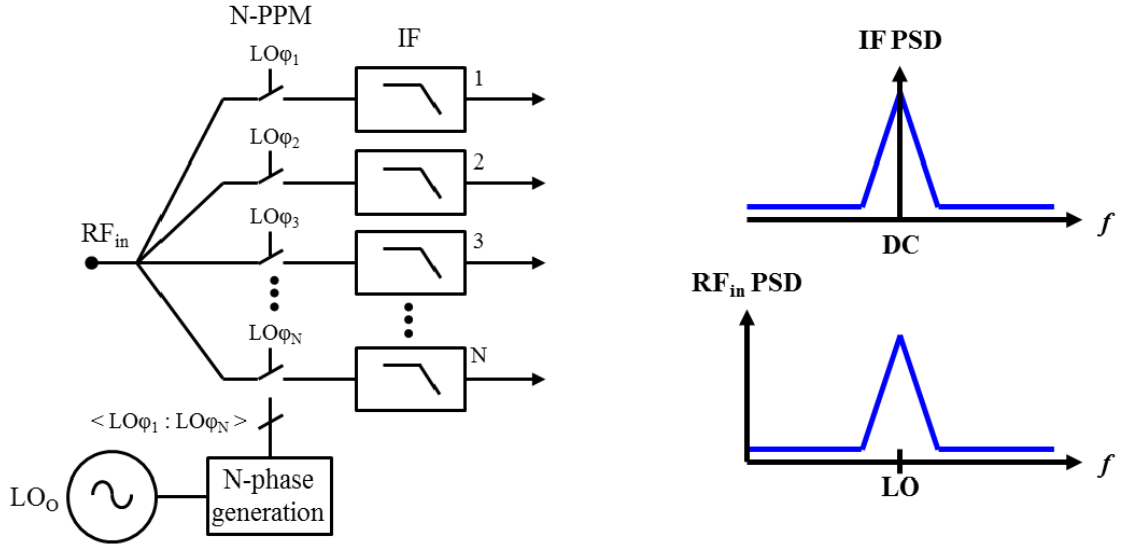 N-PPM
LOφ1
IF
1
LOφ2
2
LOφ3
3
RFin
LOφN
N
< LOφ1 : LOφN >
LOO
N-phase
generation
IF PSD
f
DC
RFin PSD
f
LO